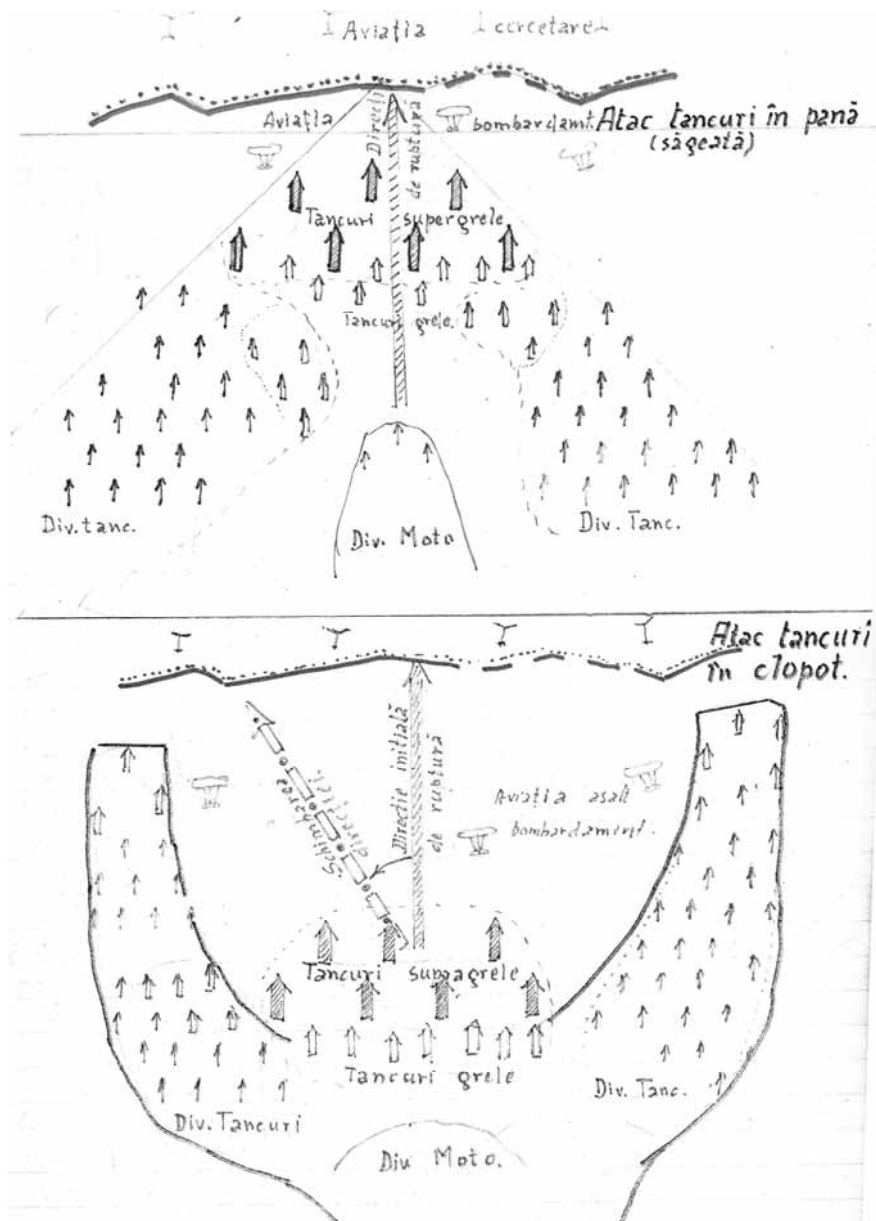 Aviația cercetare
Aviația bombardamt.
Atac tancuri în pană
(săgeată)
Direcții
de ruptură
Tancuri supergrele
Tancuri grele.
Div. tanc.
Div. Moto
Div. Tanc.
Atac tancuri
în clopot.
Schimbarea
direcției.
Direcție inițială
de ruptură
Aviația asalt
bombardament.
Tancuri supragrele
Tancuri grele
Div. Tancuri
Div. Tanc.
Div Moto.